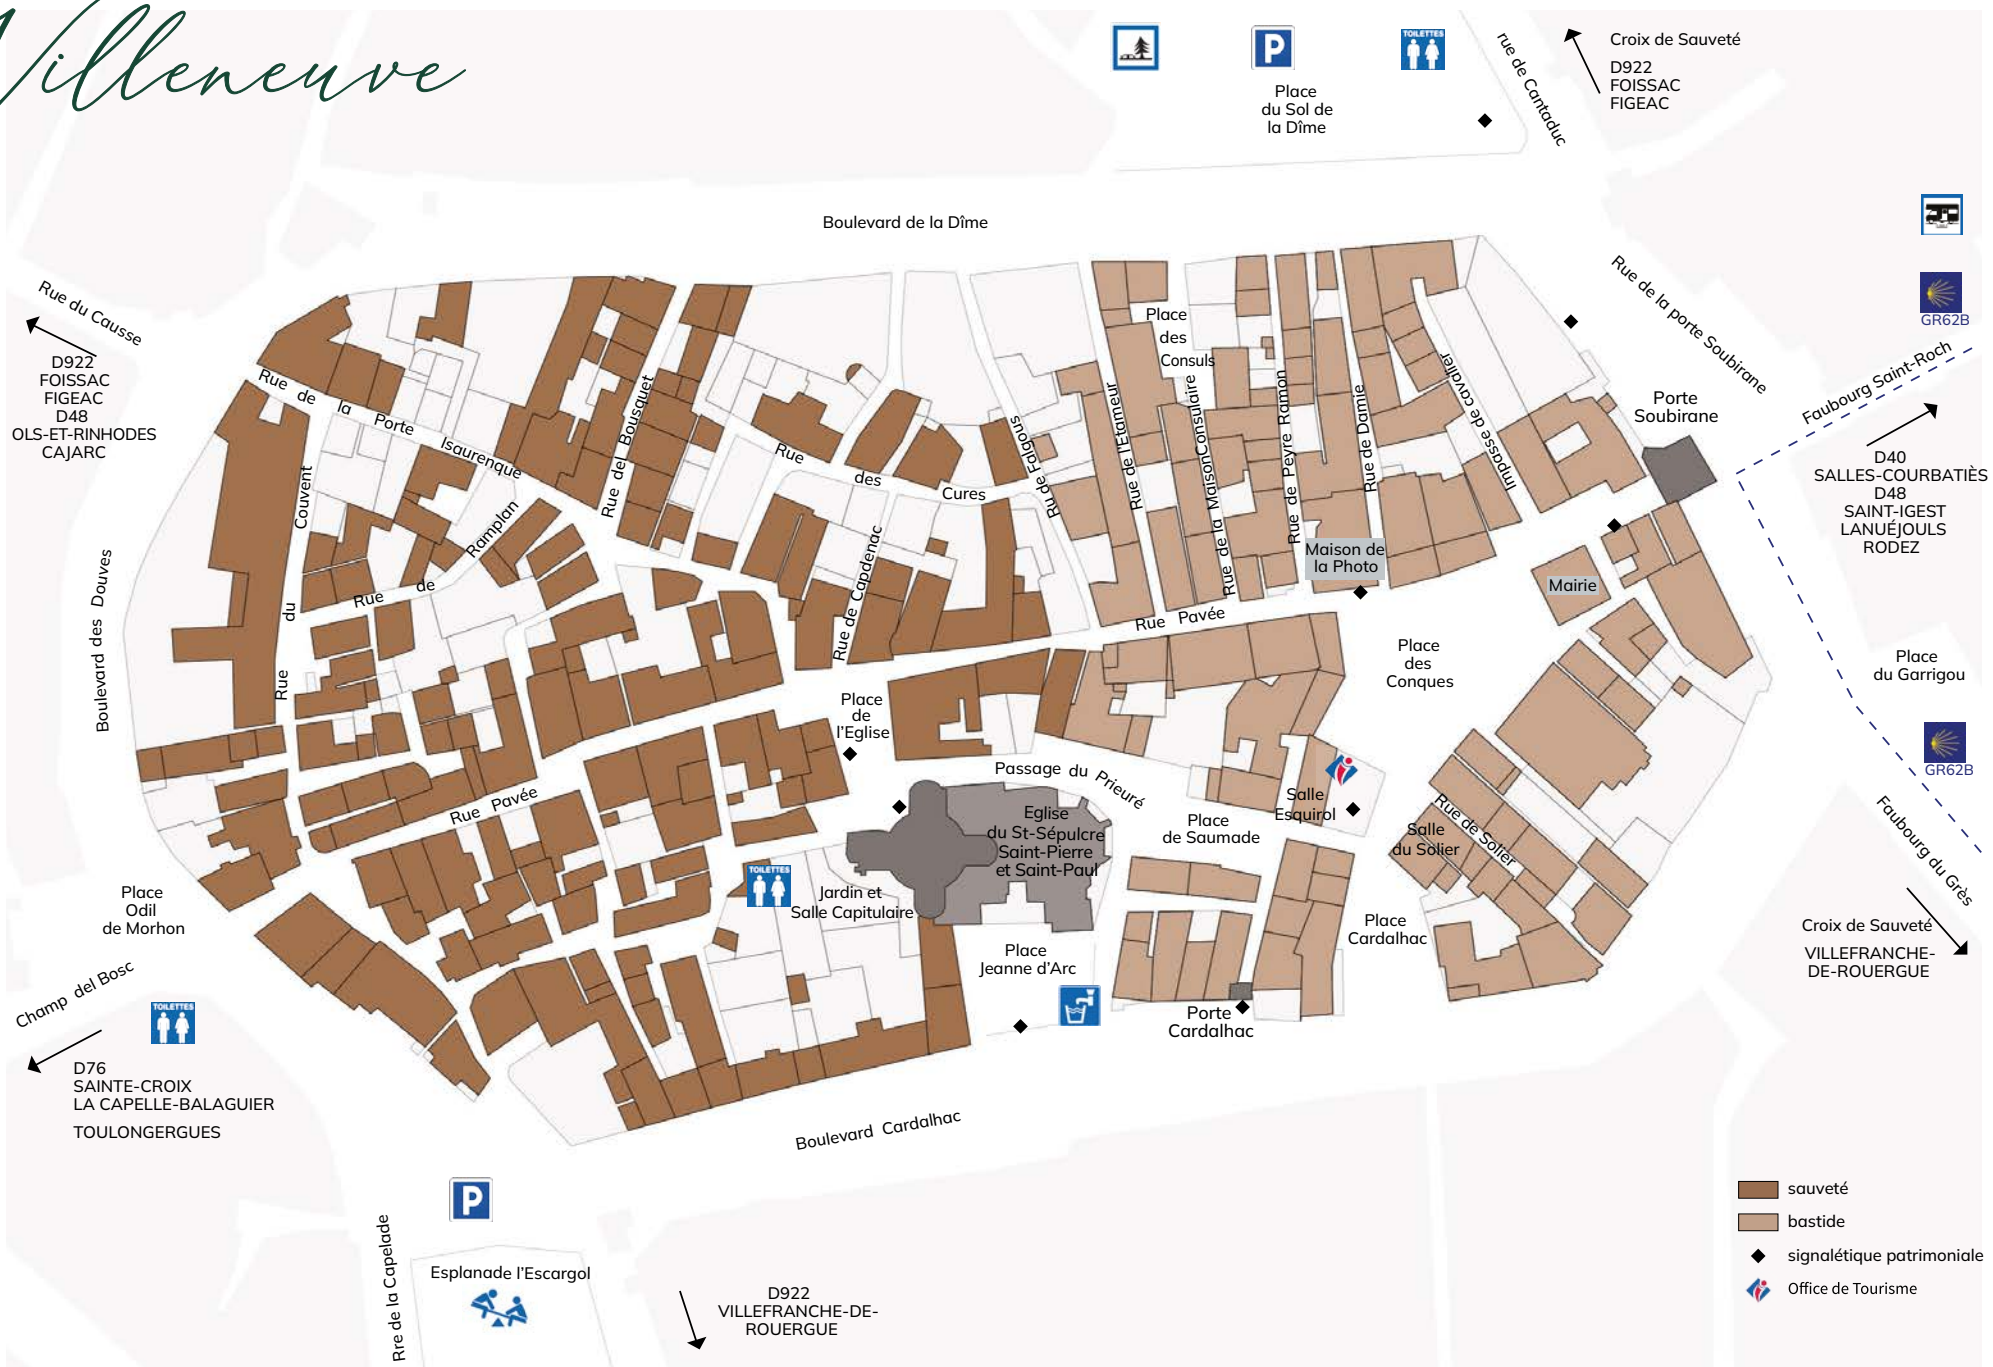 Villeneuve
TOILETTES
Place
du Sol de
la Dîme
rue de Cantaduc
Croix de Sauveté
D922
FOISSAC
FIGEAC
Boulevard de la Dîme
Rue du Causse
D922
FOISSAC
FIGEAC
D48
OLS-ET-RINHODES
CAJARC
Rue de la Porte Isaurenque
Rue del Bousquet
Rue du Couvent
Rue de Ramplan
Boulevard des Douves
Rue des Cures
Rue de Capdenac
Ru de Falgous
Rue de l'Etameur
Place
des
Consuls
Rue de la MaisonConsulaire
Rue de Peyre Ramon
Rue de Damie
Impasse de cavalier
Rue de la porte Soubirane
GR62B
Faubourg Saint-Roch
Porte
Soubirane
D40
SALLES-COURBATIÈS
D48
SAINT-IGEST
LANUÉJOULS
RODEZ
Maison de
la Photo
Mairie
Rue Pavée
Place
des
Conques
Place
du Garrigou
GR62B
Place
de
l'Eglise
Passage du Prieuré
Rue Pavée
Eglise
du St-Sépulcre
Saint-Pierre
et Saint-Paul
Place
de Saumade
Salle
Esquirol
Salle
du Solier
Rue de Solier
Faubourg du Grès
Place
Odil
de Morhon
TOILETTES
Jardin et
Salle Capitulaire
Place
Jeanne d'Arc
Place
Cardalhac
Croix de Sauveté
VILLEFRANCHE-
DE-ROUERGUE
Champ del Bosc
TOILETTES
Porte
Cardalhac
D76
SAINTE-CROIX
LA CAPELLE-BALAGUIER
TOULONGERGUES
Boulevard Cardalhac
P
P
Rre de la Capelade
Esplanade l'Escargol
D922
VILLEFRANCHE-DE-
ROUERGUE
sauveté
bastide
signalétique patrimoniale
Office de Tourisme